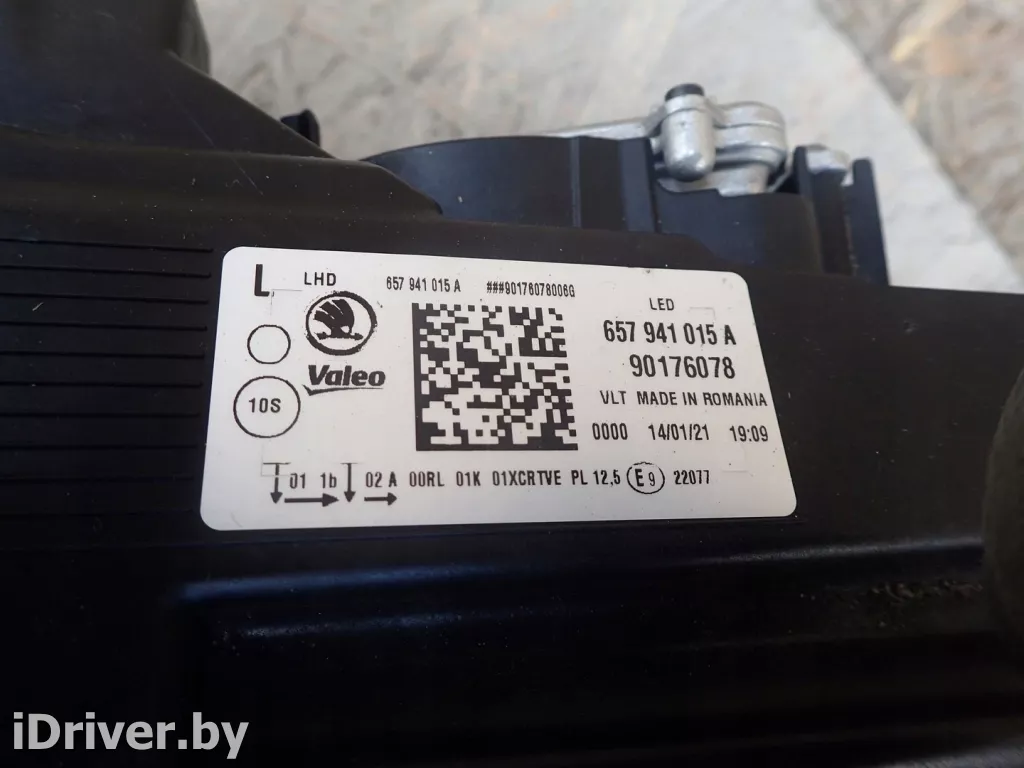 L LHD 657 941 015 A ###90176078006G
LED
657 941 015 A
90176078
Valeo
VLT MADE IN ROMANIA
10S
0000 14/01/21 19:09
01 1b 02 A 00RL 01K 01XCRTVE PL 12,5 E9 22077
iDriver.by